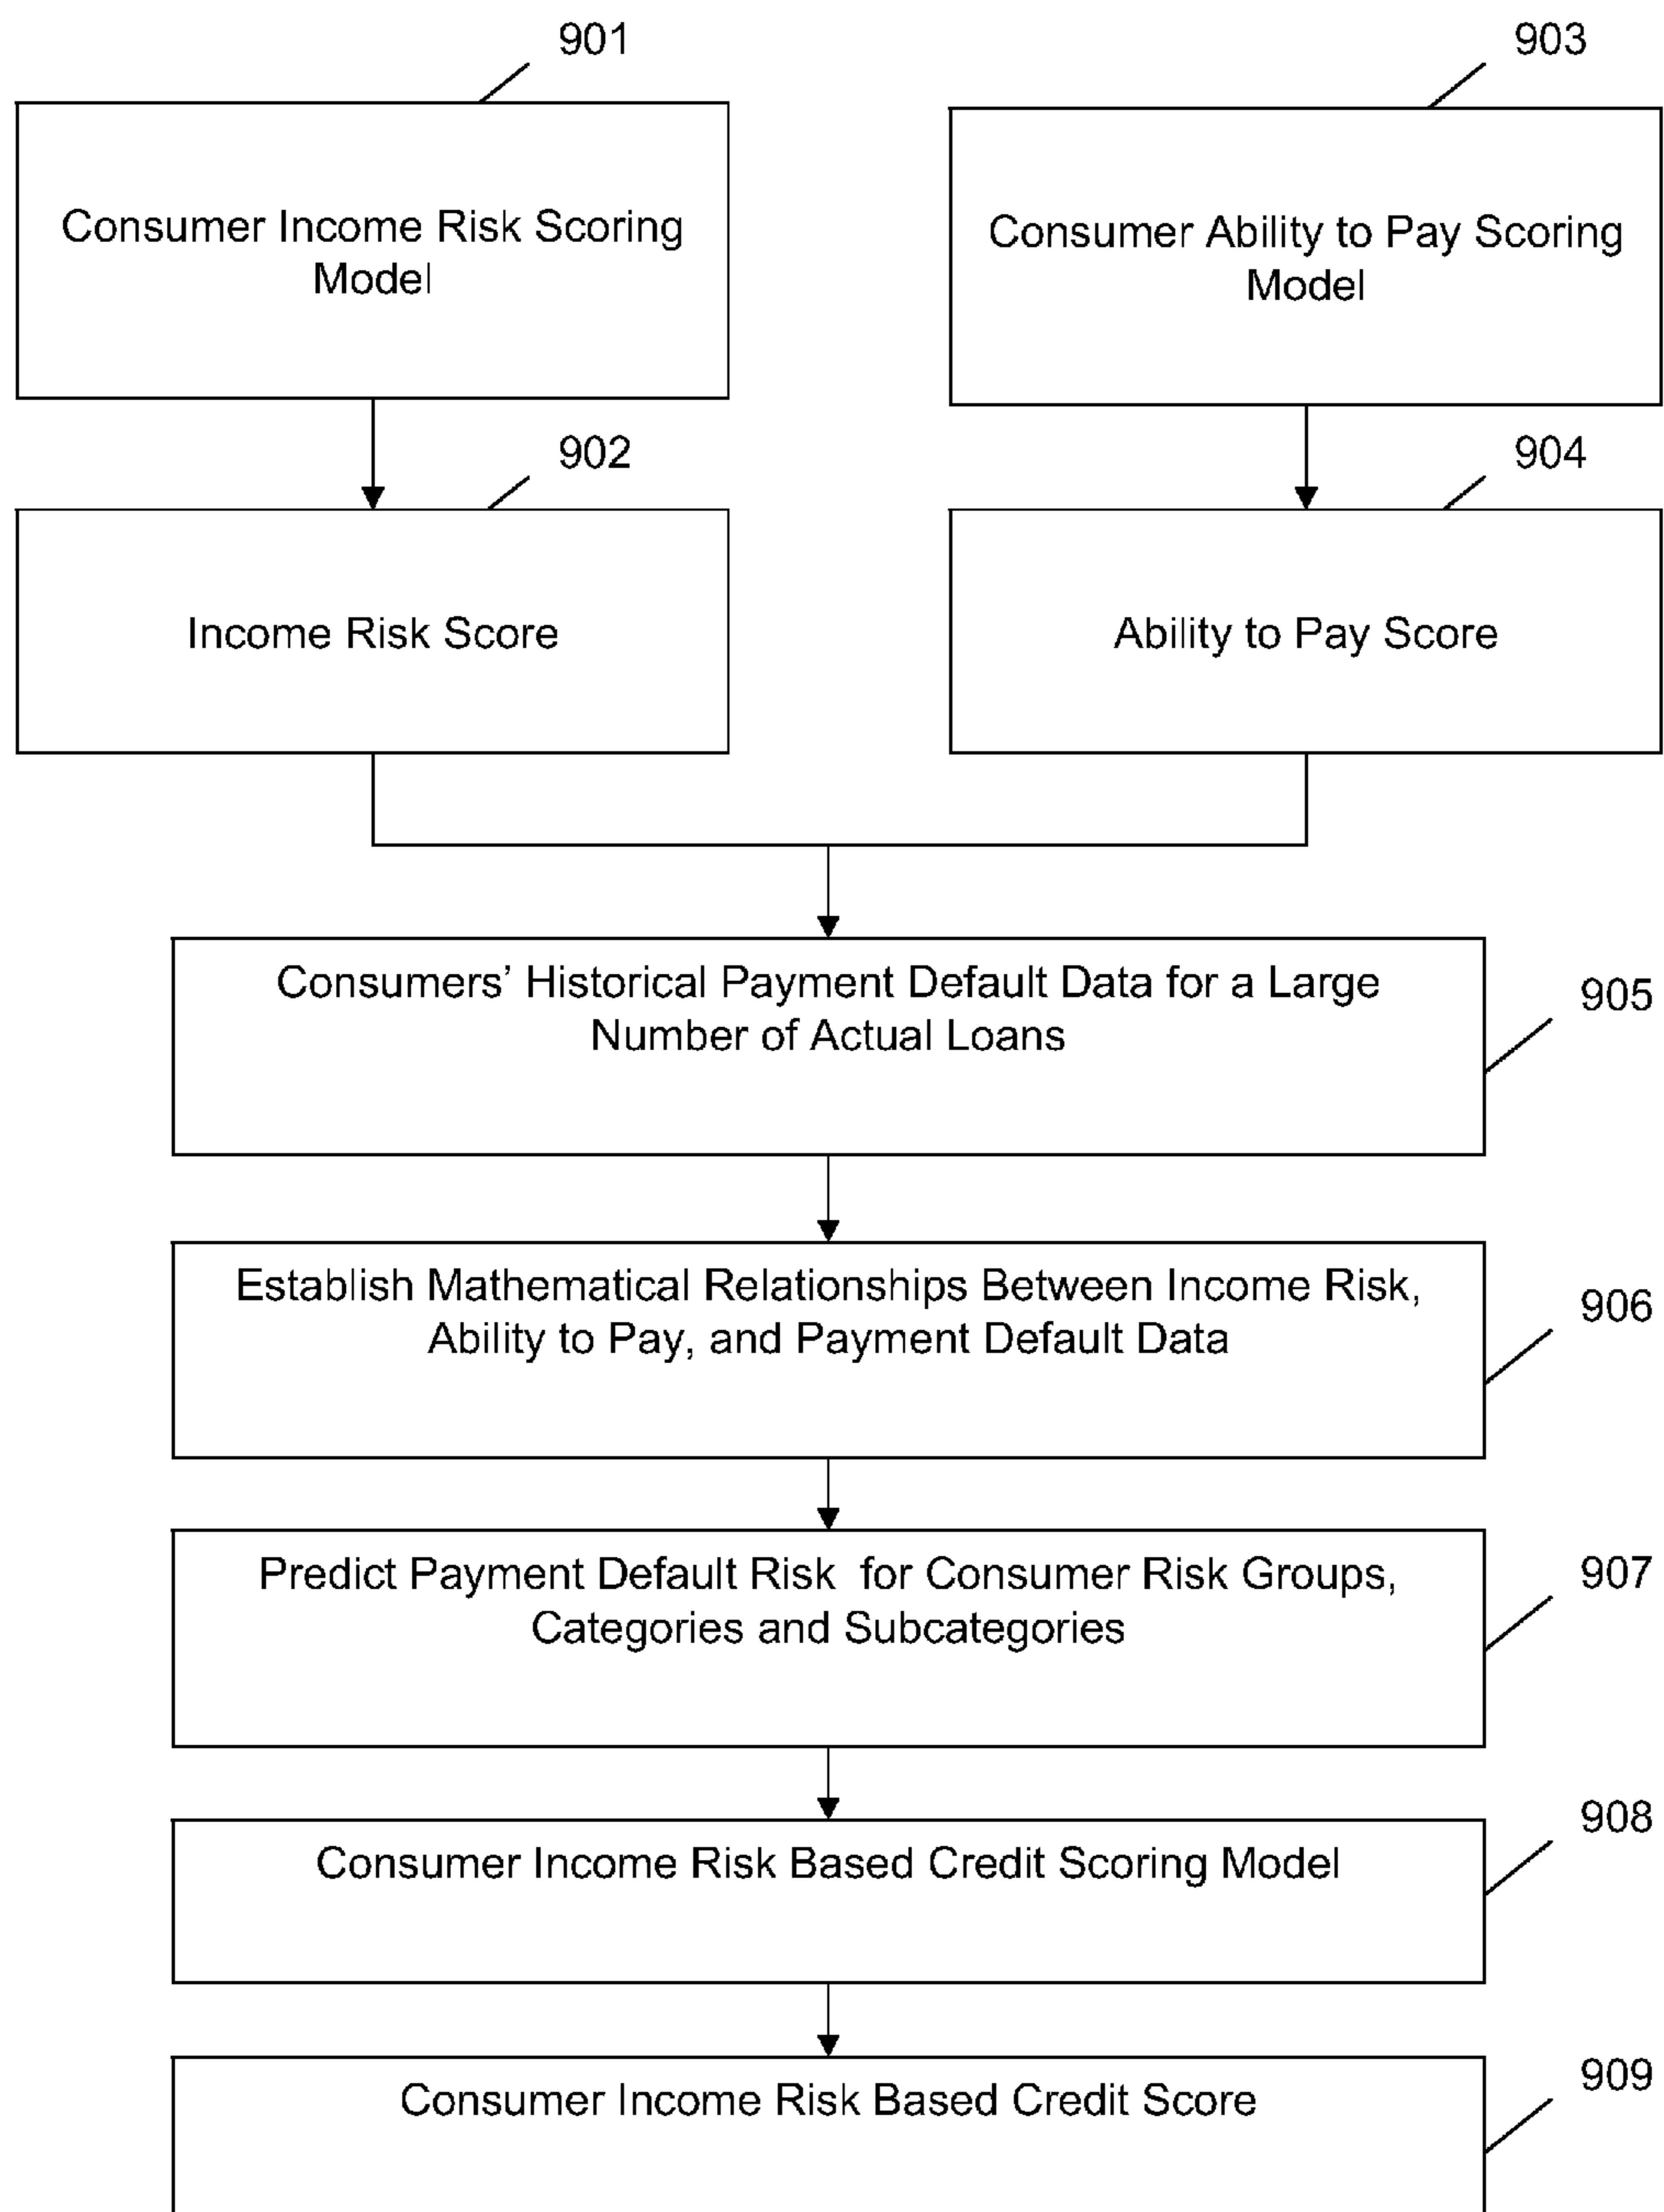 901
903
Consumer Income Risk Scoring
Model
Consumer Ability to Pay Scoring
Model
902
904
Income Risk Score
Ability to Pay Score
Consumers’ Historical Payment Default Data for a Large
Number of Actual Loans
905
Establish Mathematical Relationships Between Income Risk,
Ability to Pay, and Payment Default Data
906
Predict Payment Default Risk for Consumer Risk Groups,
Categories and Subcategories
907
Consumer Income Risk Based Credit Scoring Model
908
Consumer Income Risk Based Credit Score
909